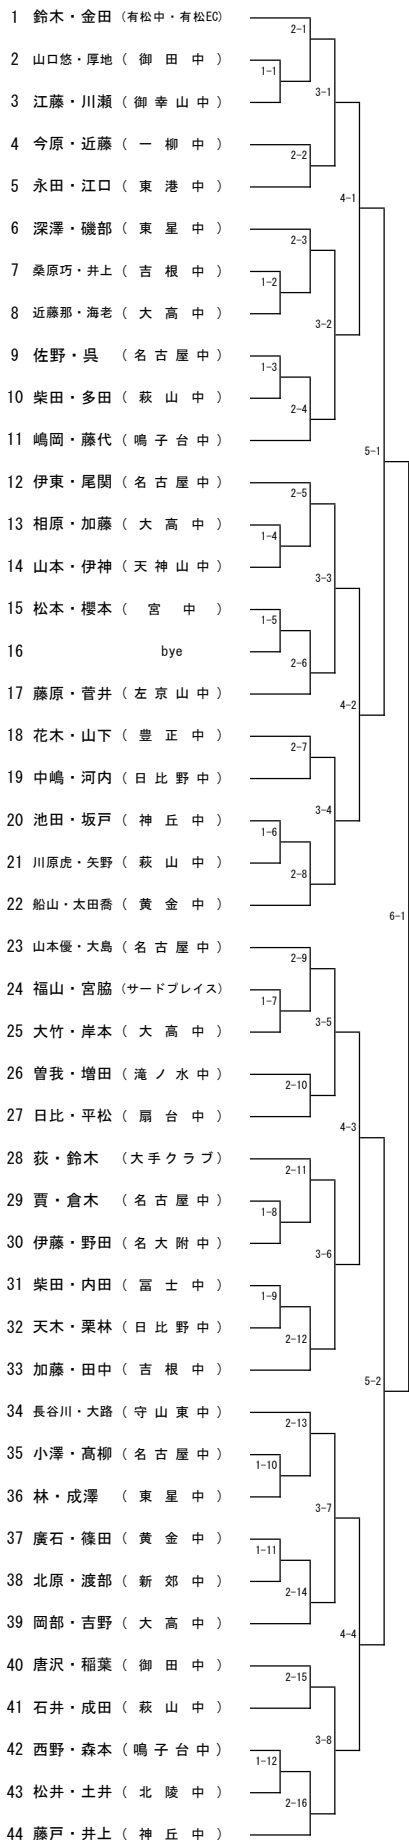 1 鈴木・金田 (有松中・有松EC)
2 山口悠・厚地 (御田中)
3 江藤・川瀬 (御幸山中)
4 今原・近藤 (一柳中)
5 永田・江口 (東港中)
6 深澤・磯部 (東星中)
7 桑原巧・井上 (吉根中)
8 近藤那・海老 (大高中)
9 佐野・呉 (名古屋中)
10 柴田・多田 (萩山中)
11 嶋岡・藤代 (鳴子台中)
12 伊東・尾関 (名古屋中)
13 相原・加藤 (大高中)
14 山本・伊神 (天神山中)
15 松本・櫻本 (宮中)
16 bye
17 藤原・菅井 (左京山中)
18 花木・山下 (豊正中)
19 中嶋・河内 (日比野中)
20 池田・坂戸 (神丘中)
21 川原虎・矢野 (萩山中)
22 船山・太田喬 (黄金中)
23 山本優・大島 (名古屋中)
24 福山・宮脇 (サードプレイス)
25 大竹・岸本 (大高中)
26 曽我・増田 (滝ノ水中)
27 日比・平松 (扇台中)
28 荻・鈴木 (大手クラブ)
29 賈・倉木 (名古屋中)
30 伊藤・野田 (名大附中)
31 柴田・内田 (冨士中)
32 天木・栗林 (日比野中)
33 加藤・田中 (吉根中)
34 長谷川・大路 (守山東中)
35 小澤・髙柳 (名古屋中)
36 林・成澤 (東星中)
37 廣石・篠田 (黄金中)
38 北原・渡部 (新郊中)
39 岡部・吉野 (大高中)
40 唐沢・稲葉 (御田中)
41 石井・成田 (萩山中)
42 西野・森本 (鳴子台中)
43 松井・土井 (北陵中)
44 藤戸・井上 (神丘中)
1-1
1-2
1-3
1-4
1-5
1-6
1-7
1-8
1-9
1-10
1-11
1-12
2-1
2-2
2-3
2-4
2-5
2-6
2-7
2-8
2-9
2-10
2-11
2-12
2-13
2-14
2-15
2-16
3-1
3-2
3-3
3-4
3-5
3-6
3-7
3-8
4-1
4-2
4-3
4-4
5-1
5-2
6-1